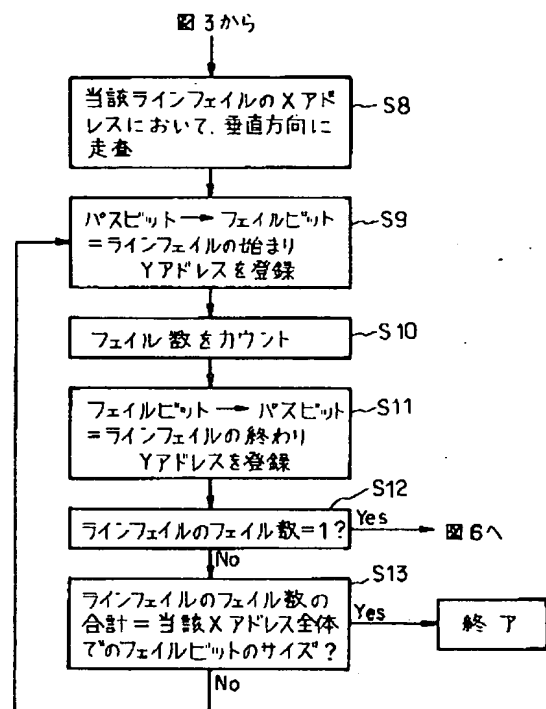 図3から
当該ラインフェイルのXアド
レスにおいて、垂直方向に
走査
S8
パスビット→フェイルビット
=ラインフェイルの始まり
Yアドレスを登録
S9
フェイル数をカウント
S10
フェイルビット→パスビット
=ラインフェイルの終わり
Yアドレスを登録
S11
S12
ラインフェイルのフェイル数=1?
Yes
図6へ
No
S13
ラインフェイルのフェイル数の
合計=当該Xアドレス全体
でのフェイルビットのサイズ?
Yes
終了
No